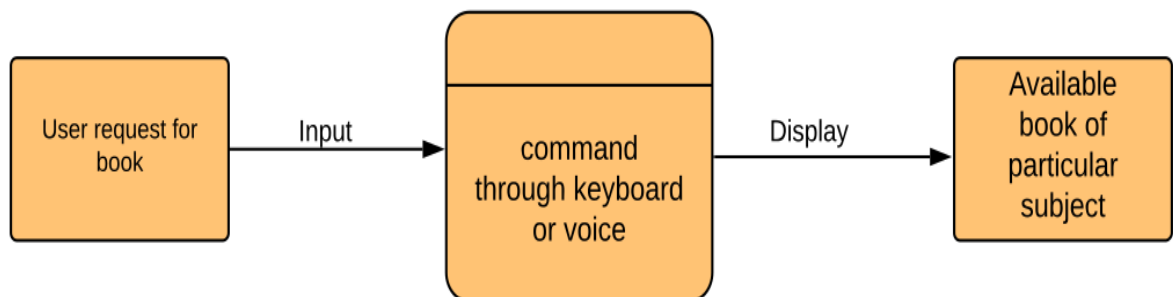 User request for
book
Input
command
through keyboard
or voice
Display
Available
book of
particular
subject